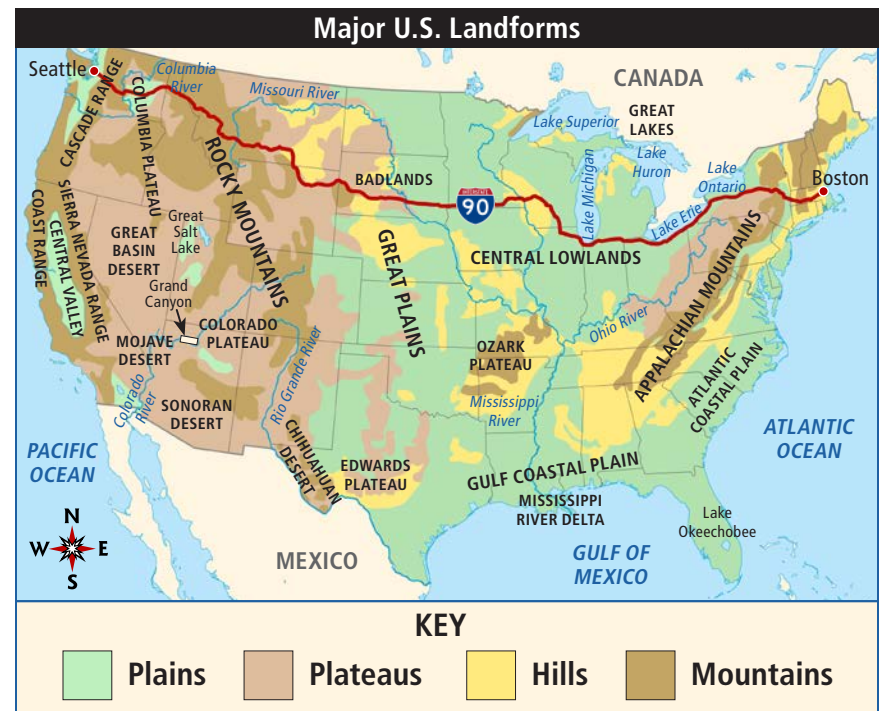 Major U.S. Landforms
Seattle
Columbia
River
CANADA
CASCADE RANGE
COLUMBIA PLATEAU
Missouri River
GREAT
LAKES
Lake Superior
ROCKY MOUNTAINS
Lake
Huron
Lake Michigan
Lake
Ontario
Boston
BADLANDS
INTERSTATE
90
Lake Erie
COAST RANGE
CENTRAL VALLEY
SIERRA NEVADA RANGE
Great
Salt
Lake
GREAT
BASIN
DESERT
GREAT PLAINS
CENTRAL LOWLANDS
APPALACHIAN MOUNTAINS
Grand
Canyon
MOJAVE
DESERT
COLORADO
PLATEAU
Ohio River
OZARK
PLATEAU
Rio Grande River
ATLANTIC
COASTAL PLAIN
Colorado
River
SONORAN
DESERT
Mississippi
River
ATLANTIC
OCEAN
PACIFIC
OCEAN
CHIHUAHUAN
DESERT
EDWARDS
PLATEAU
GULF COASTAL PLAIN
MISSISSIPPI
RIVER DELTA
Lake
Okeechobee
N
W
E
S
MEXICO
GULF OF
MEXICO
KEY
Plains
Plateaus
Hills
Mountains